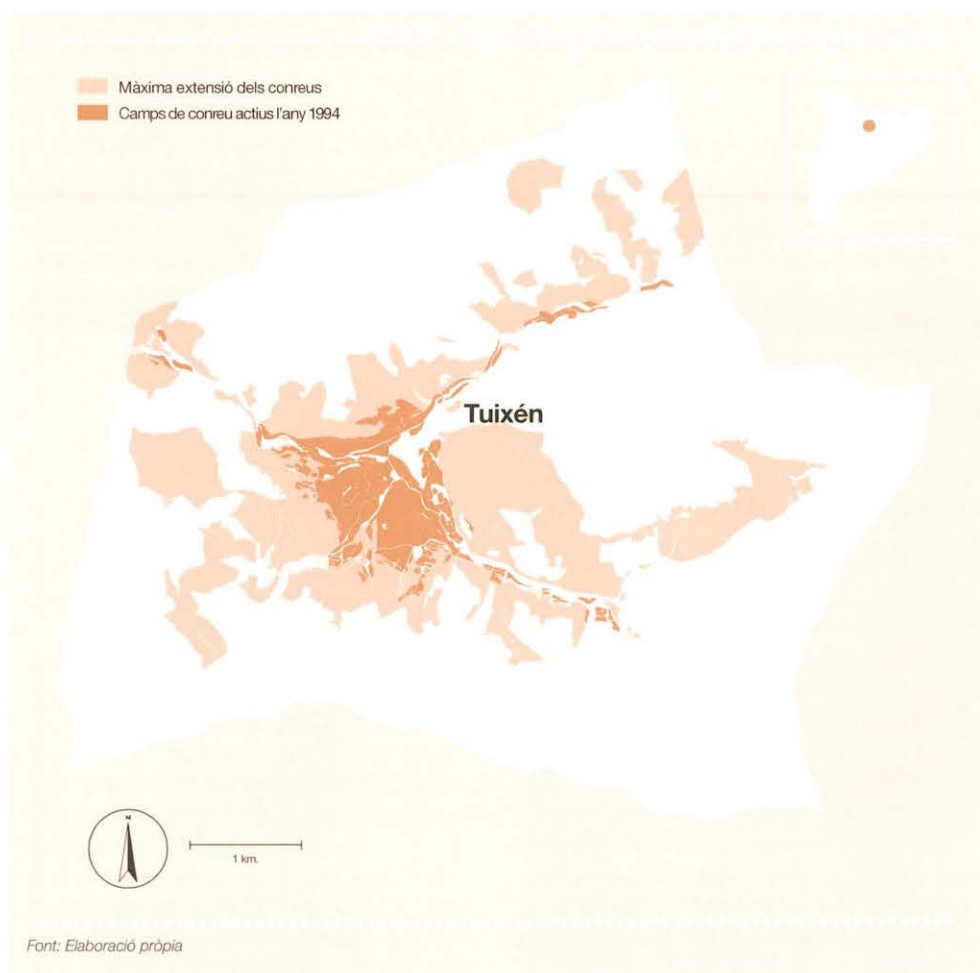 Màxima extensió dels conreus
Camps de conreu actius l'any 1994
Tuixén
N
1 km.
Font: Elaboració pròpia